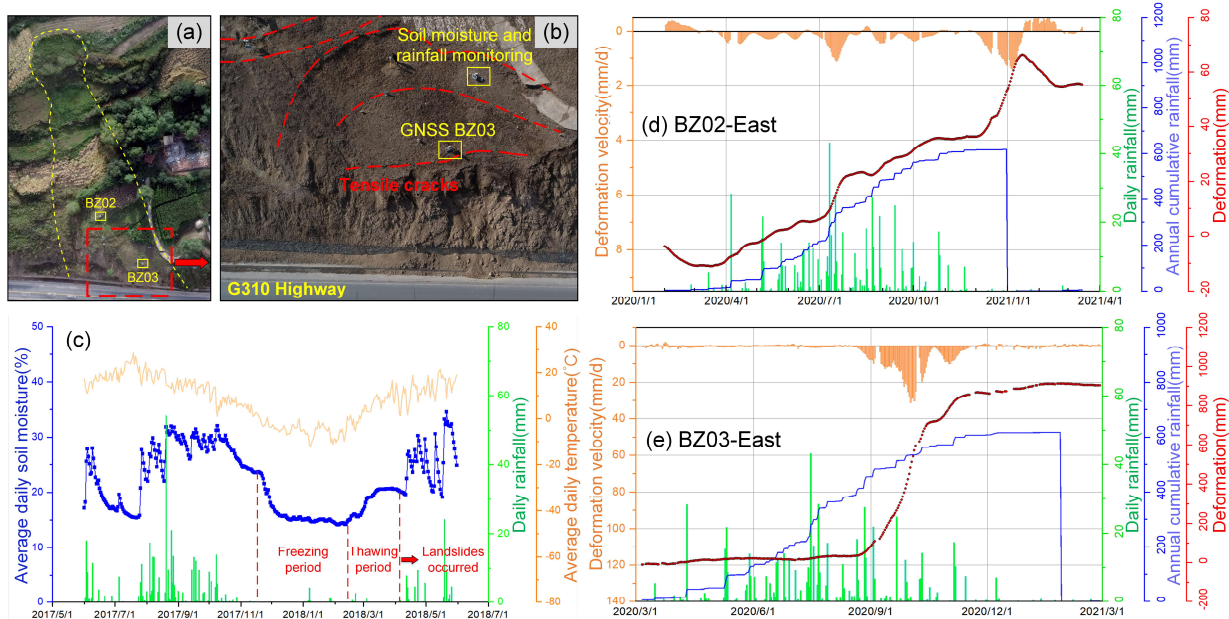 (a)
BZ02
BZ03
(b)
Soil moisture and
rainfall monitoring
GNSS BZ03
Tensile cracks
G310 Highway
(c)
Average daily soil moisture(%)
50
40
30
20
15
10
0
Freezing
period
Thawing
period
Landslides
occurred
2017/5/1 2017/7/1 2017/9/1 2017/11/1 2018/1/1 2018/3/1 2018/5/1 2018/7/1
Daily rainfall(mm)
80
60
40
20
0
Average daily temperature(°C)
40
20
0
-20
-40
-60
-80
(d) BZ02-East
Deformation velocity(mm/d)
0
2
4
6
8
2020/1/1 2020/4/1 2020/7/1 2020/10/1 2021/1/1 2021/4/1
Daily rainfall(mm)
80
60
40
20
0
Annual cumulative rainfall(mm)
1200
1000
800
600
400
200
0
Deformation(mm)
80
60
40
20
0
-20
(e) BZ03-East
Deformation velocity(mm/d)
0
20
40
60
80
100
120
140
2020/3/1 2020/6/1 2020/9/1 2020/12/1 2021/3/1
Daily rainfall(mm)
80
60
40
20
0
Annual cumulative rainfall(mm)
1000
800
600
400
200
0
Deformation(mm)
1200
1000
800
600
400
200
0
-200